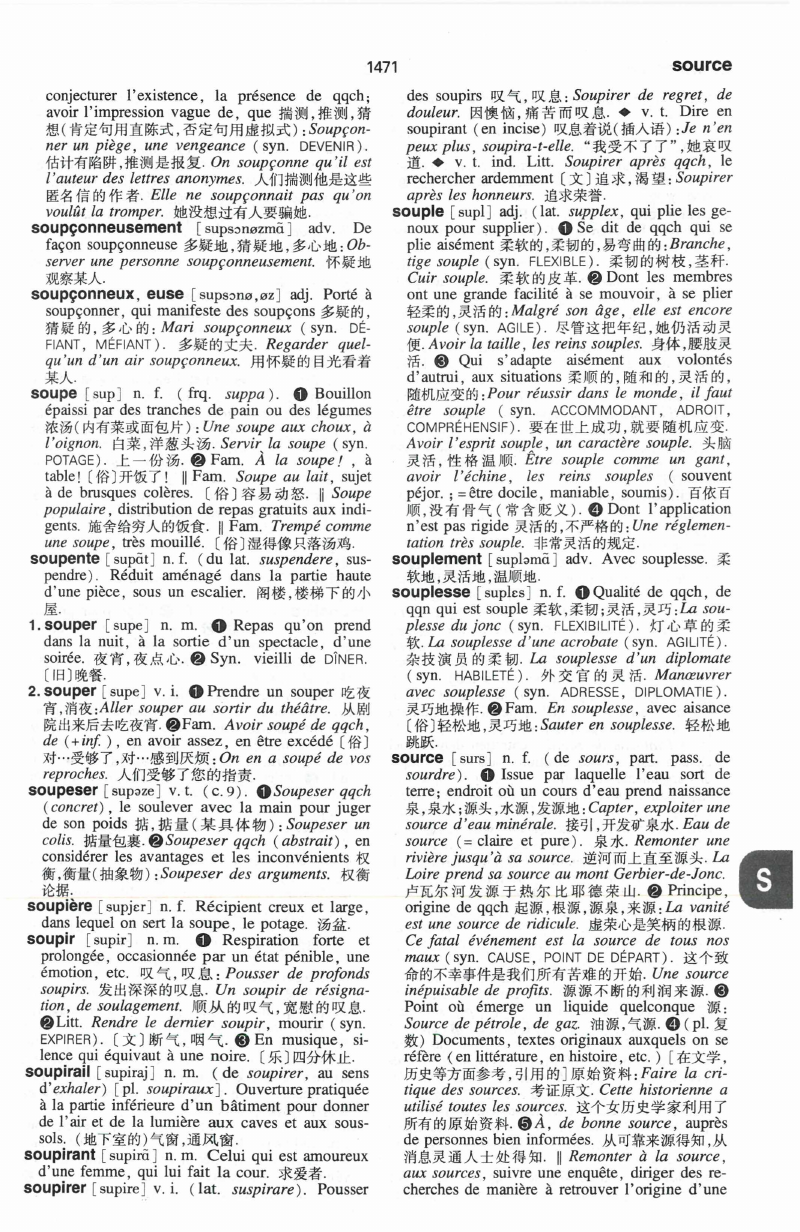 1471
source
conjecturer l'existence, la présence de qqch;
avoir l'impression vague de, que 揣测,推测,猜
想(肯定句用直陈式,否定句用虚拟式):Soupçon-
ner un piège, une vengeance (syn. DEVENIR).
估计有陷阱,推测是报复. On soupçonne qu'il est
l'auteur des lettres anonymes. 人们揣测他是这些
匿名信的作者. Elle ne soupçonnait pas qu'on
voulût la tromper. 她没想过有人要骗她.
soupçonneusement [supsɔnøzmɑ̃] adv. De
façon soupçonneuse 多疑地,猜疑地,多心地:Ob-
server une personne soupçonneusement. 怀疑地
观察某人.
soupçonneux, euse [supsɔnø,øz] adj. Porté à
soupçonner, qui manifeste des soupçons 多疑的,
猜疑的,多心的: Mari soupçonneux (syn. DÉ-
FIANT, MÉFIANT). 多疑的丈夫. Regarder quel-
qu'un d'un air soupçonneux. 用怀疑的目光看着
某人.
soupe [sup] n. f. (frq. suppa). ❶ Bouillon
épaissi par des tranches de pain ou des légumes
浓汤(内有菜或面包片):Une soupe aux choux, à
l'oignon. 白菜,洋葱头汤. Servir la soupe (syn.
POTAGE). 上一份汤. ❷ Fam. À la soupe!, à
table! 〔俗〕开饭了! ‖ Fam. Soupe au lait, sujet
à de brusques colères. 〔俗〕容易动怒. ‖ Soupe
populaire, distribution de repas gratuits aux indi-
gents. 施舍给穷人的饭食. ‖ Fam. Trempé comme
une soupe, très mouillé. 〔俗〕湿得像只落汤鸡.
soupente [supɑ̃t] n. f. (du lat. suspendere, sus-
pendre). Réduit aménagé dans la partie haute
d'une pièce, sous un escalier. 阁楼,楼梯下的小
屋.
1. souper [supe] n. m. ❶ Repas qu'on prend
dans la nuit, à la sortie d'un spectacle, d'une
soirée. 夜宵,夜点心. ❷ Syn. vieilli de DÎNER.
〔旧〕晚餐.
2. souper [supe] v. i. ❶ Prendre un souper 吃夜
宵,消夜:Aller souper au sortir du théâtre. 从剧
院出来后去吃夜宵. ❷ Fam. Avoir soupé de qqch,
de (+inf.), en avoir assez, en être excédé 〔俗〕
对…受够了,对…感到厌烦:On en a soupé de vos
reproches. 人们受够了您的指责.
soupeser [supəze] v. t. (c. 9). ❶ Soupeser qqch
(concret), le soulever avec la main pour juger
de son poids 掂,掂量(某具体物):Soupeser un
colis. 掂量包裹. ❷ Soupeser qqch (abstrait), en
considérer les avantages et les inconvénients 权
衡,衡量(抽象物):Soupeser des arguments. 权衡
论据.
soupière [supjɛr] n. f. Récipient creux et large,
dans lequel on sert la soupe, le potage. 汤盆.
soupir [supir] n. m. ❶ Respiration forte et
prolongée, occasionnée par un état pénible, une
émotion, etc. 叹气,叹息: Pousser de profonds
soupirs. 发出深深的叹息. Un soupir de résigna-
tion, de soulagement. 顺从的叹气,宽慰的叹息.
❷ Litt. Rendre le dernier soupir, mourir (syn.
EXPIRER). 〔文〕断气,咽气. ❸ En musique, si-
lence qui équivaut à une noire. 〔乐〕四分休止.
soupirail [supiraj] n. m. (de soupirer, au sens
d'exhaler) [pl. soupiraux]. Ouverture pratiquée
à la partie inférieure d'un bâtiment pour donner
de l'air et de la lumière aux caves et aux sous-
sols. (地下室的)气窗,通风窗.
soupirant [supirɑ̃] n. m. Celui qui est amoureux
d'une femme, qui lui fait la cour. 求爱者.
soupirer [supire] v. i. (lat. suspirare). Pousser
des soupirs 叹气,叹息: Soupirer de regret, de
douleur. 因懊恼,痛苦而叹息. ◆ v. t. Dire en
soupirant (en incise) 叹息着说(插入语):Je n'en
peux plus, soupira-t-elle. “我受不了了”,她哀叹
道. ◆ v. t. ind. Litt. Soupirer après qqch, le
rechercher ardemment 〔文〕追求,渴望: Soupirer
après les honneurs. 追求荣誉.
souple [supl] adj. (lat. supplex, qui plie les ge-
noux pour supplier). ❶ Se dit de qqch qui se
plie aisément 柔软的,柔韧的,易弯曲的:Branche,
tige souple (syn. FLEXIBLE). 柔韧的树枝,茎秆.
Cuir souple. 柔软的皮革. ❷ Dont les membres
ont une grande facilité à se mouvoir, à se plier
轻柔的,灵活的: Malgré son âge, elle est encore
souple (syn. AGILE). 尽管这把年纪,她仍活动灵
便. Avoir la taille, les reins souples. 身体,腰肢灵
活. ❸ Qui s'adapte aisément aux volontés
d'autrui, aux situations 柔顺的,随和的,灵活的,
随机应变的:Pour réussir dans le monde, il faut
être souple (syn. ACCOMMODANT, ADROIT,
COMPRÉHENSIF). 要在世上成功,就要随机应变.
Avoir l'esprit souple, un caractère souple. 头脑
灵活,性格温顺. Être souple comme un gant,
avoir l'échine, les reins souples (souvent
péjor. ; = être docile, maniable, soumis). 百依百
顺,没有骨气(常含贬义). ❹ Dont l'application
n'est pas rigide 灵活的,不严格的:Une réglemen-
tation très souple. 非常灵活的规定.
souplement [supləmɑ̃] adv. Avec souplesse. 柔
软地,灵活地,温顺地.
souplesse [suplɛs] n. f. ❶ Qualité de qqch, de
qqn qui est souple 柔软,柔韧;灵活,灵巧:La sou-
plesse du jonc (syn. FLEXIBILITÉ). 灯心草的柔
软. La souplesse d'une acrobate (syn. AGILITÉ).
杂技演员的柔韧. La souplesse d'un diplomate
(syn. HABILETÉ). 外交官的灵活. Manœuvrer
avec souplesse (syn. ADRESSE, DIPLOMATIE).
灵巧地操作. ❷ Fam. En souplesse, avec aisance
〔俗〕轻松地,灵巧地: Sauter en souplesse. 轻松地
跳跃.
source [surs] n. f. (de sours, part. pass. de
sourdre). ❶ Issue par laquelle l'eau sort de
terre; endroit où un cours d'eau prend naissance
泉,泉水;源头,水源,发源地: Capter, exploiter une
source d'eau minérale. 接引,开发矿泉水. Eau de
source (= claire et pure). 泉水. Remonter une
rivière jusqu'à sa source. 逆河而上直至源头. La
Loire prend sa source au mont Gerbier-de-Jonc.
卢瓦尔河发源于热尔比耶德荣山. ❷ Principe,
origine de qqch 起源,根源,源泉,来源: La vanité
est une source de ridicule. 虚荣心是笑柄的根源.
Ce fatal événement est la source de tous nos
maux (syn. CAUSE, POINT DE DÉPART). 这个致
命的不幸事件是我们所有苦难的开始. Une source
inépuisable de profits. 源源不断的利润来源. ❸
Point où émerge un liquide quelconque 源:
Source de pétrole, de gaz. 油源,气源. ❹ (pl. 复
数) Documents, textes originaux auxquels on se
réfère (en littérature, en histoire, etc.) [在文学,
历史等方面参考,引用的]原始资料: Faire la cri-
tique des sources. 考证原文. Cette historienne a
utilisé toutes les sources. 这个女历史学家利用了
所有的原始资料. ❺ À, de bonne source, auprès
de personnes bien informées. 从可靠来源得知,从
消息灵通人士处得知. ‖ Remonter à la source,
aux sources, suivre une enquête, diriger des re-
cherches de manière à retrouver l'origine d'une
S